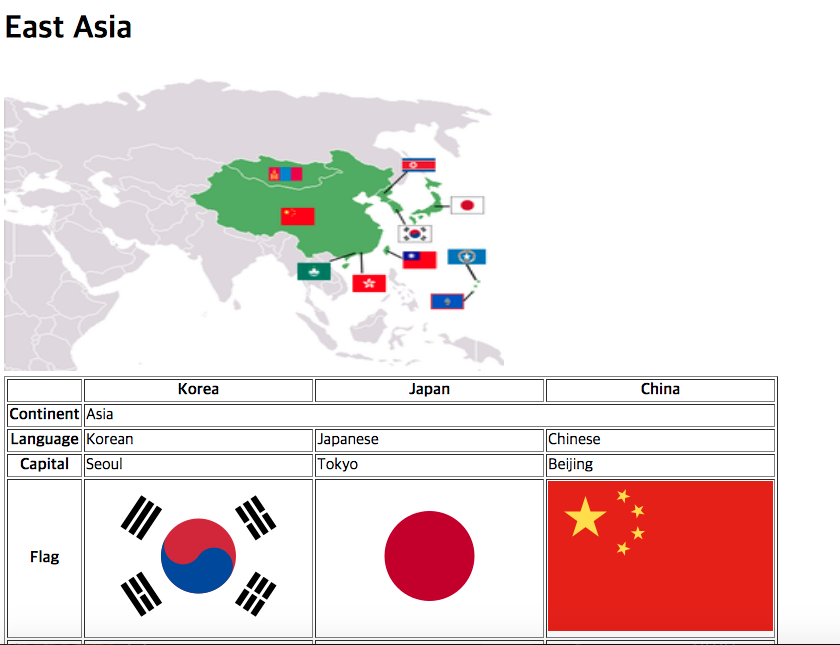 East Asia
Korea Japan China
Continent Asia
Language Korean Japanese Chinese
Capital Seoul Tokyo Beijing
Flag